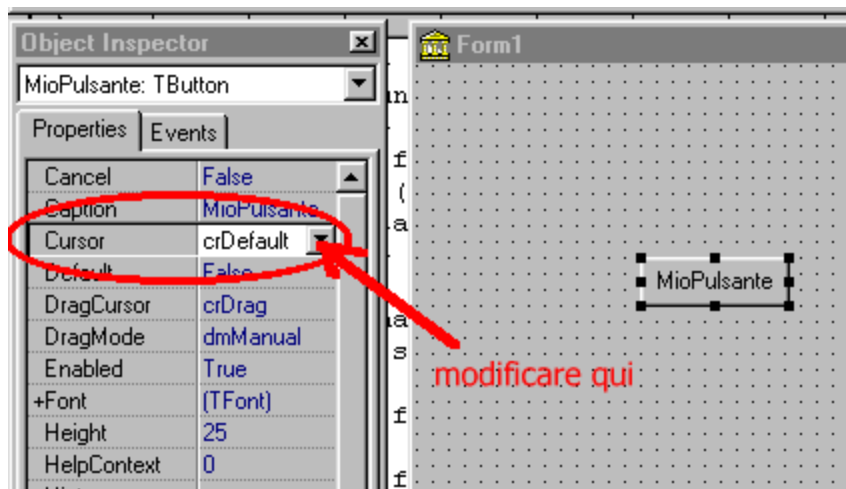 Object Inspector
MioPulsante: TButton
Properties Events
Cancel False
Caption MioPulsante
Cursor crDefault
Default False
DragCursor crDrag
DragMode dmManual
Enabled True
+Font (TFont)
Height 25
HelpContext 0
Form1
MioPulsante
modificare qui